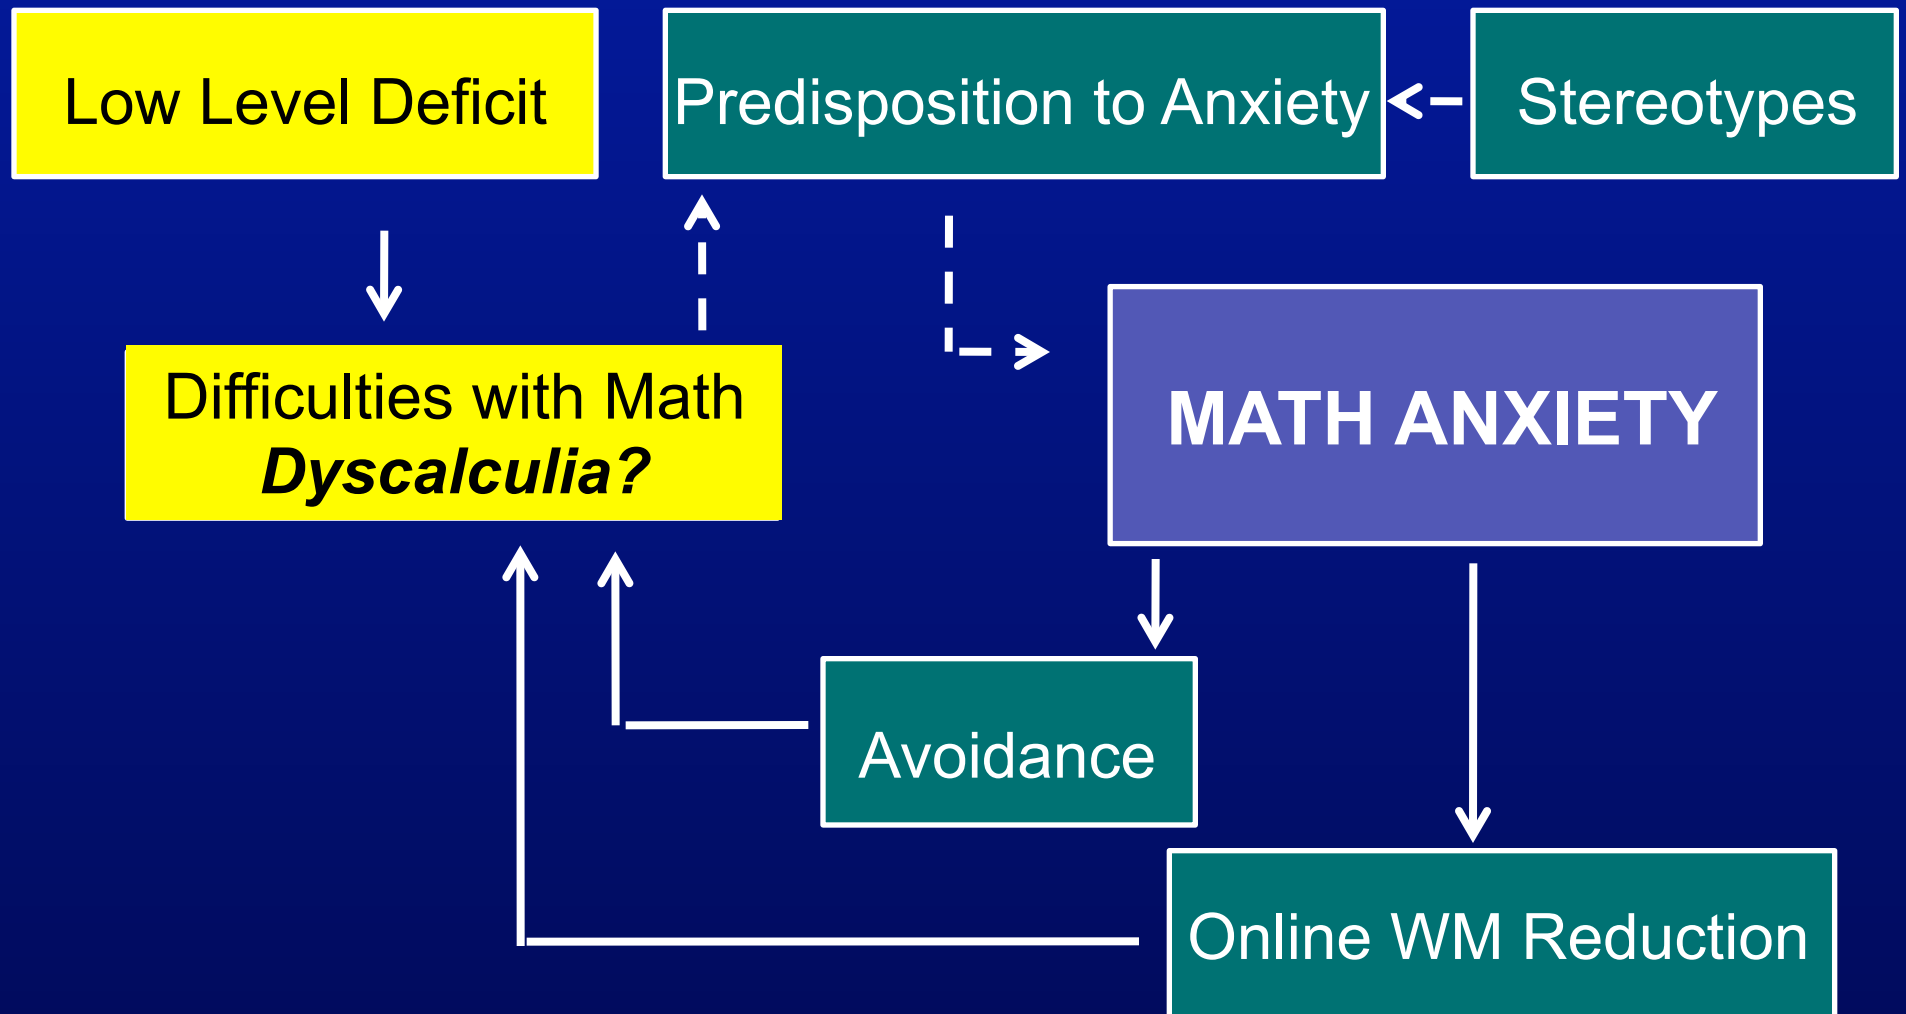 Low Level Deficit
Predisposition to Anxiety
Stereotypes
Difficulties with Math
Dyscalculia?
MATH ANXIETY
Avoidance
Online WM Reduction